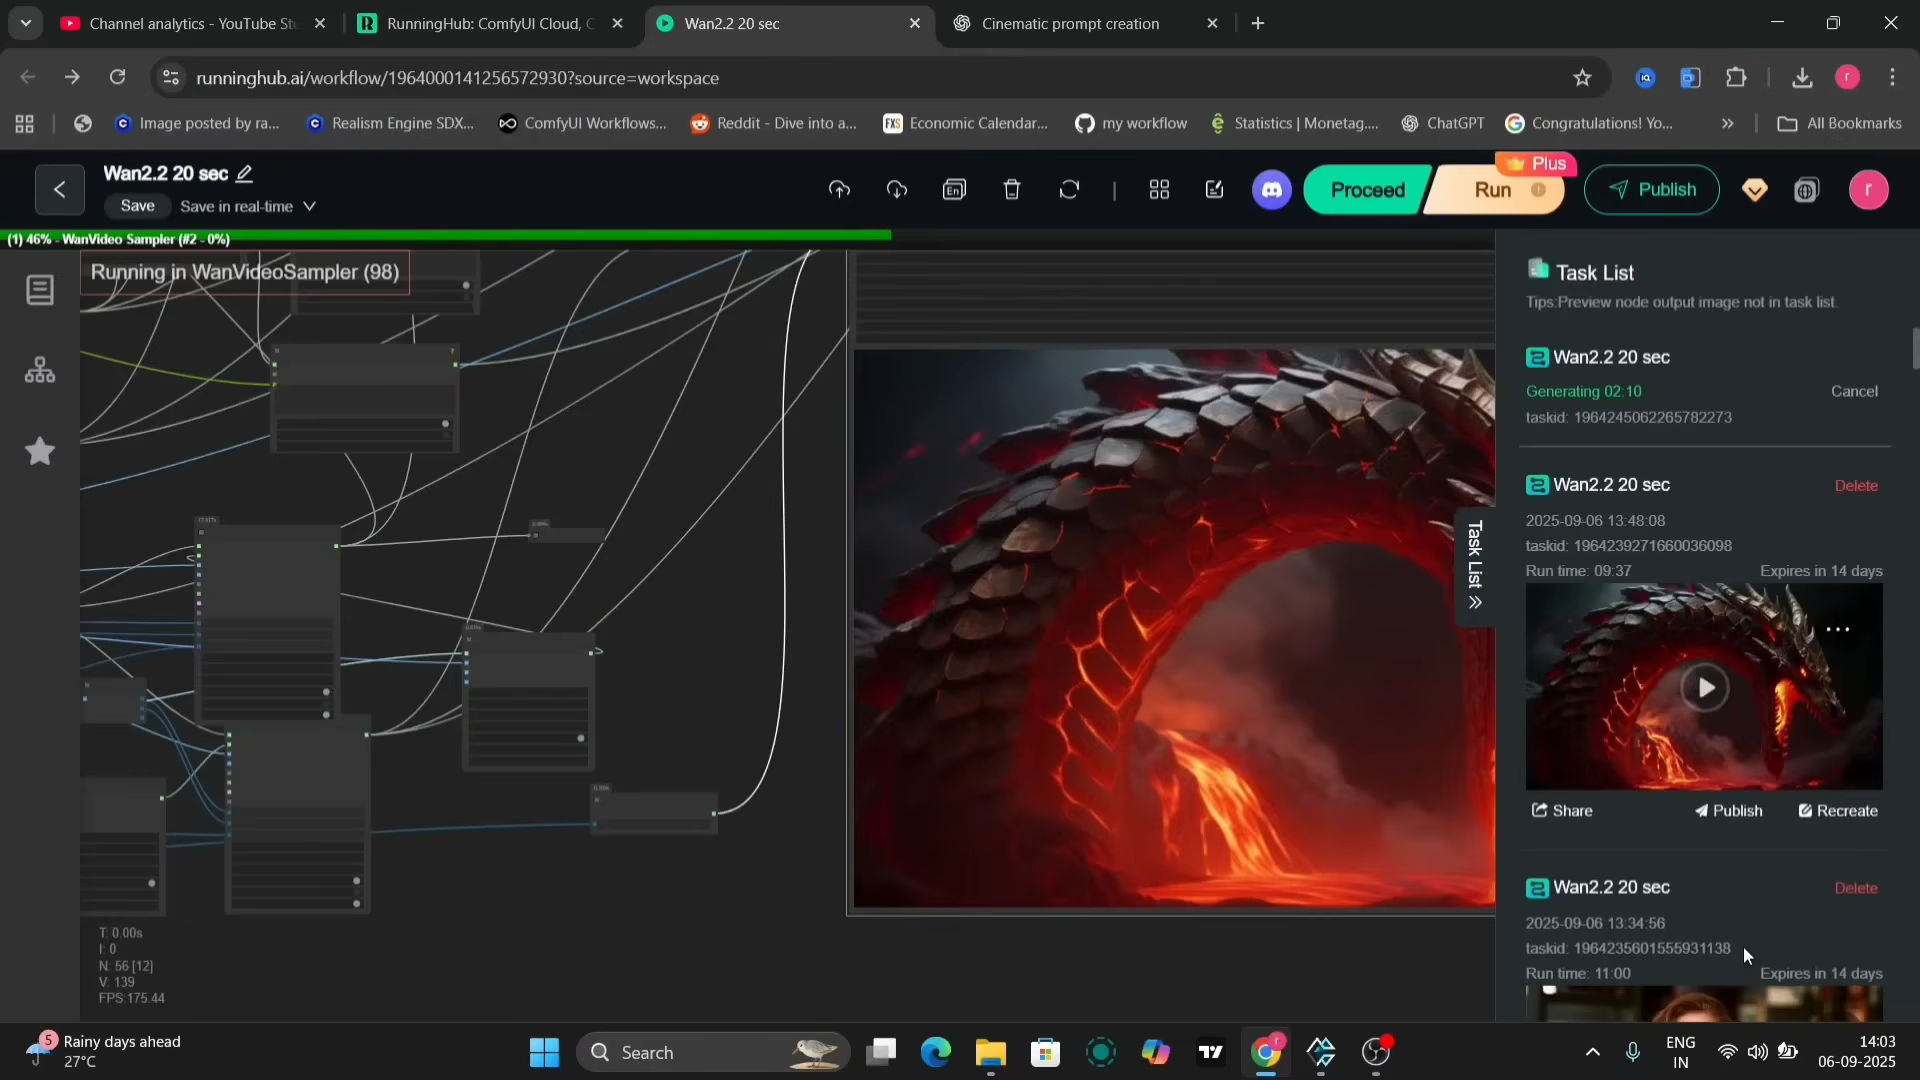 Channel analytics - YouTube Stu
RunningHub: ComfyUI Cloud, C
Wan2.2 20 sec
Cinematic prompt creation
runninghub.ai/workflow/1964000141256572930?source=workspace
Image posted by ra...
Realism Engine SDX...
ComfyUI Workflows...
Reddit - Dive into a...
Economic Calendar...
my workflow
Statistics | Monetag....
ChatGPT
Congratulations! Yo...
All Bookmarks
Wan2.2 20 sec
Save
Save in real-time
Proceed
Run
Plus
Publish
r
(1) 46% - WanVideo Sampler (#2 - 0%)
Running in WanVideoSampler (98)
Task List
Tips:Preview node output image not in task list.
Wan2.2 20 sec
Generating 02:10
Cancel
taskid: 1964245062265782273
Wan2.2 20 sec
Delete
2025-09-06 13:48:08
taskid: 1964239271660036098
Run time: 09:37
Expires in 14 days
Share
Publish
Recreate
Wan2.2 20 sec
Delete
2025-09-06 13:34:56
taskid: 1964235601555931138
Run time: 11:00
Expires in 14 days
Task List
T: 0.00s
I: 0
N: 56 [12]
V: 139
FPS:175.44
5
Rainy days ahead
27°C
Search
ENG
IN
14:03
06-09-2025